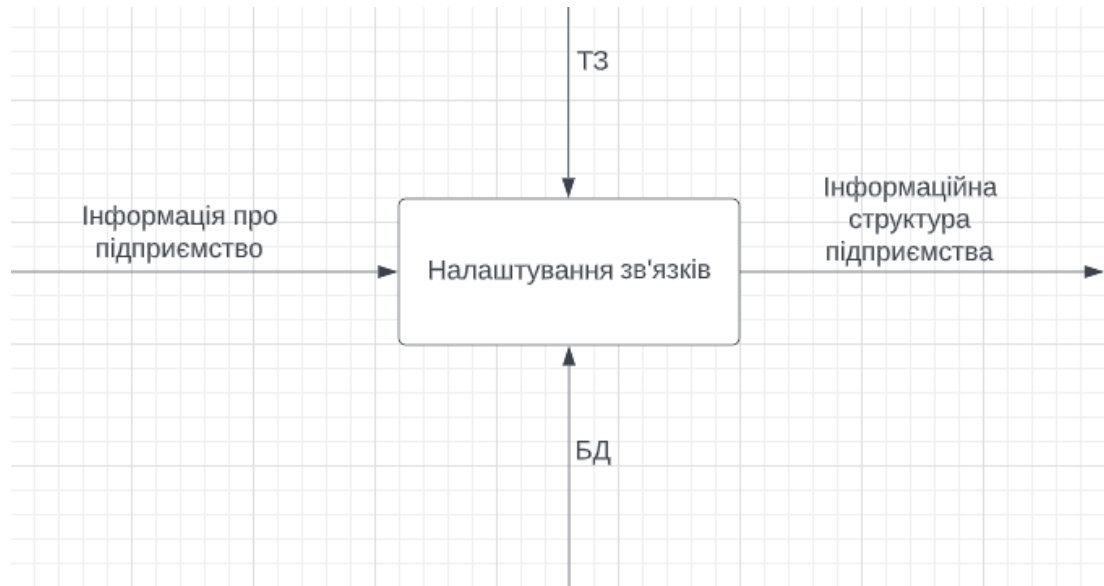 ТЗ
Інформація про
підприємство
Налаштування зв'язків
Інформаційна
структура
підприємства
БД